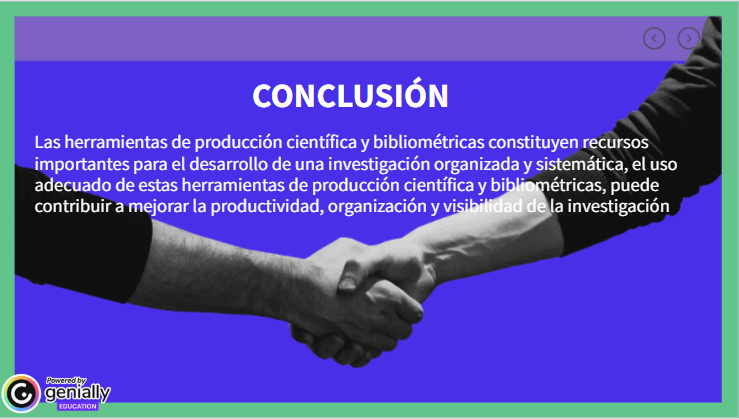 CONCLUSIÓN
Las herramientas de producción científica y bibliométricas constituyen recursos
importantes para el desarrollo de una investigación organizada y sistemática, el uso
adecuado de estas herramientas de producción científica y bibliométricas, puede
contribuir a mejorar la productividad, organización y visibilidad de la investigación
Powered by
genially
EDUCATION